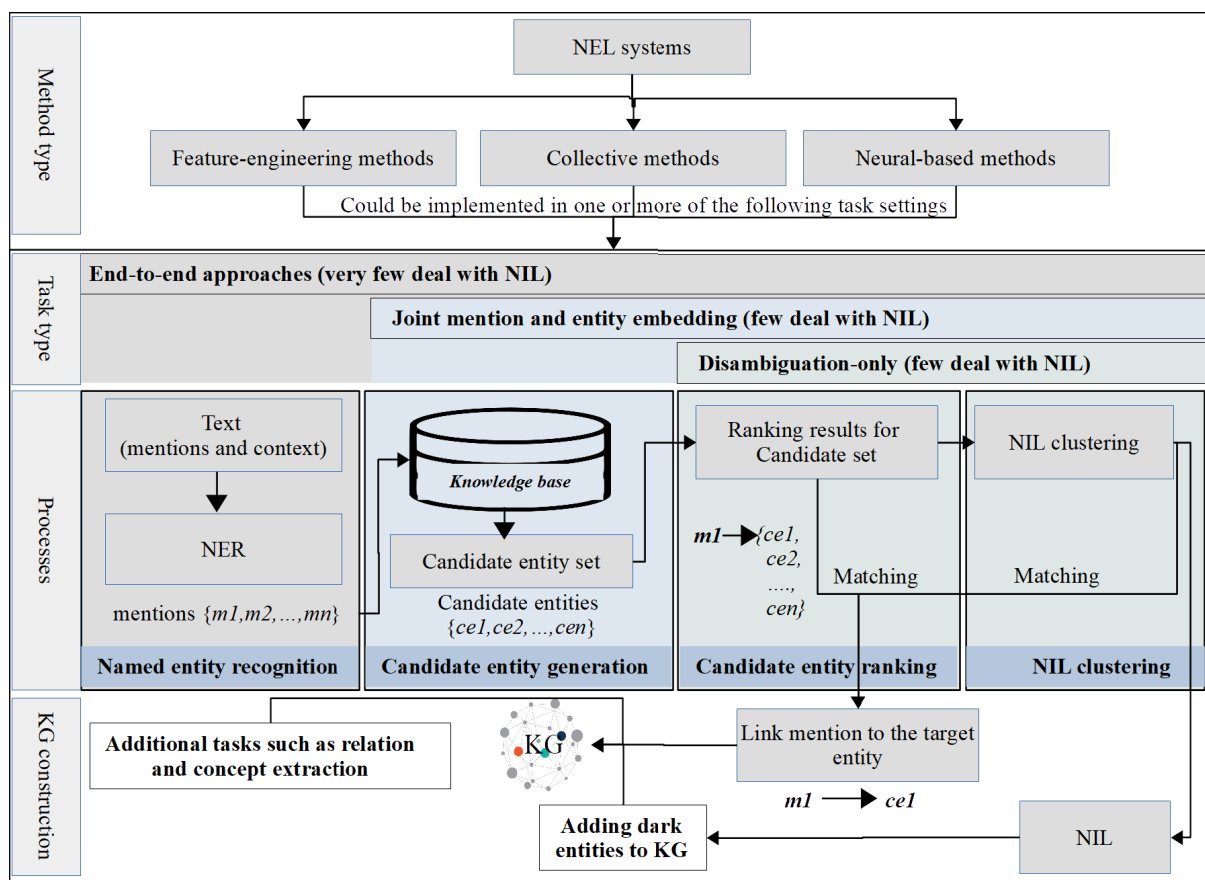 Method type
NEL systems
Feature-engineering methods
Collective methods
Neural-based methods
Could be implemented in one or more of the following task settings
Task type
End-to-end approaches (very few deal with NIL)
Joint mention and entity embedding (few deal with NIL)
Disambiguation-only (few deal with NIL)
Processes
Text
(mentions and context)
NER
mentions {m1,m2,...,mn}
Named entity recognition
Knowledge base
Candidate entity set
Candidate entities
{ce1,ce2,...,cen}
Candidate entity generation
Ranking results for
Candidate set
m1
{ce1,
ce2,
....,
cen}
Matching
Candidate entity ranking
NIL clustering
Matching
NIL clustering
KG construction
Additional tasks such as relation
and concept extraction
KG
Link mention to the target
entity
m1
ce1
Adding dark
entities to KG
NIL